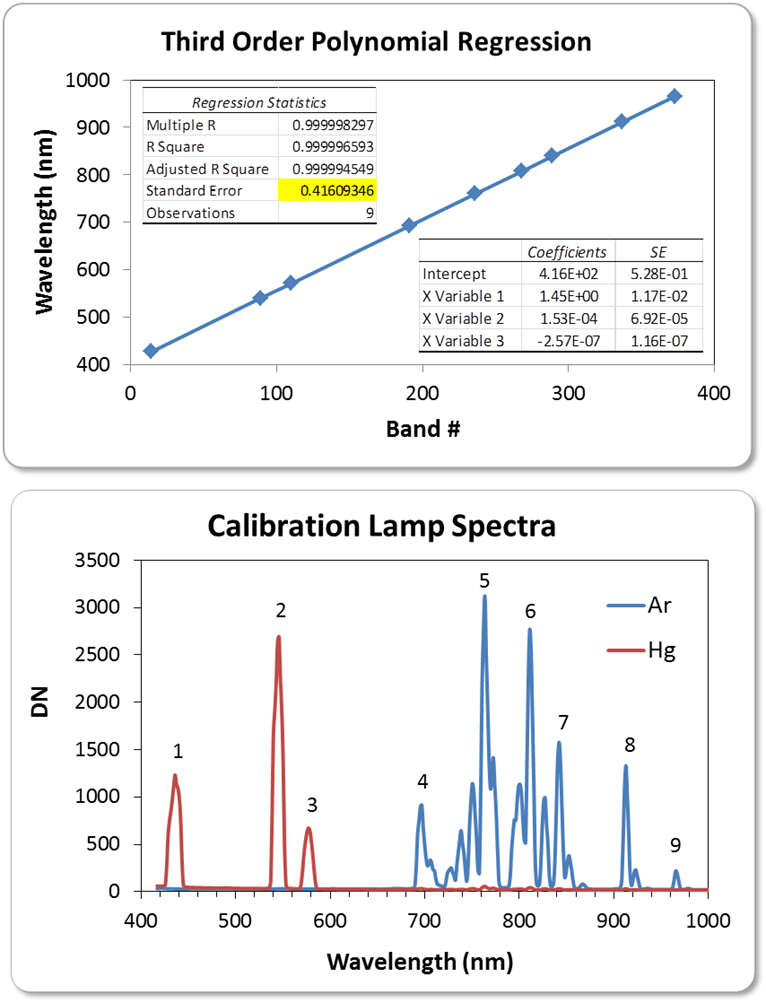 Third Order Polynomial Regression
1000
900
800
700
600
500
400
Wavelength (nm)
Regression Statistics
Multiple R 0.999998297
R Square 0.999996593
Adjusted R Square 0.999994549
Standard Error 0.41609346
Observations 9
Coefficients SE
Intercept 4.16E+02 5.28E-01
X Variable 1 1.45E+00 1.17E-02
X Variable 2 1.53E-04 6.92E-05
X Variable 3 -2.57E-07 1.16E-07
0 100 200 300 400
Band #
Calibration Lamp Spectra
3500
3000
2500
2000
1500
1000
500
0
DN
1
2
3
4
5
6
7
8
9
Ar
Hg
400 500 600 700 800 900 1000
Wavelength (nm)